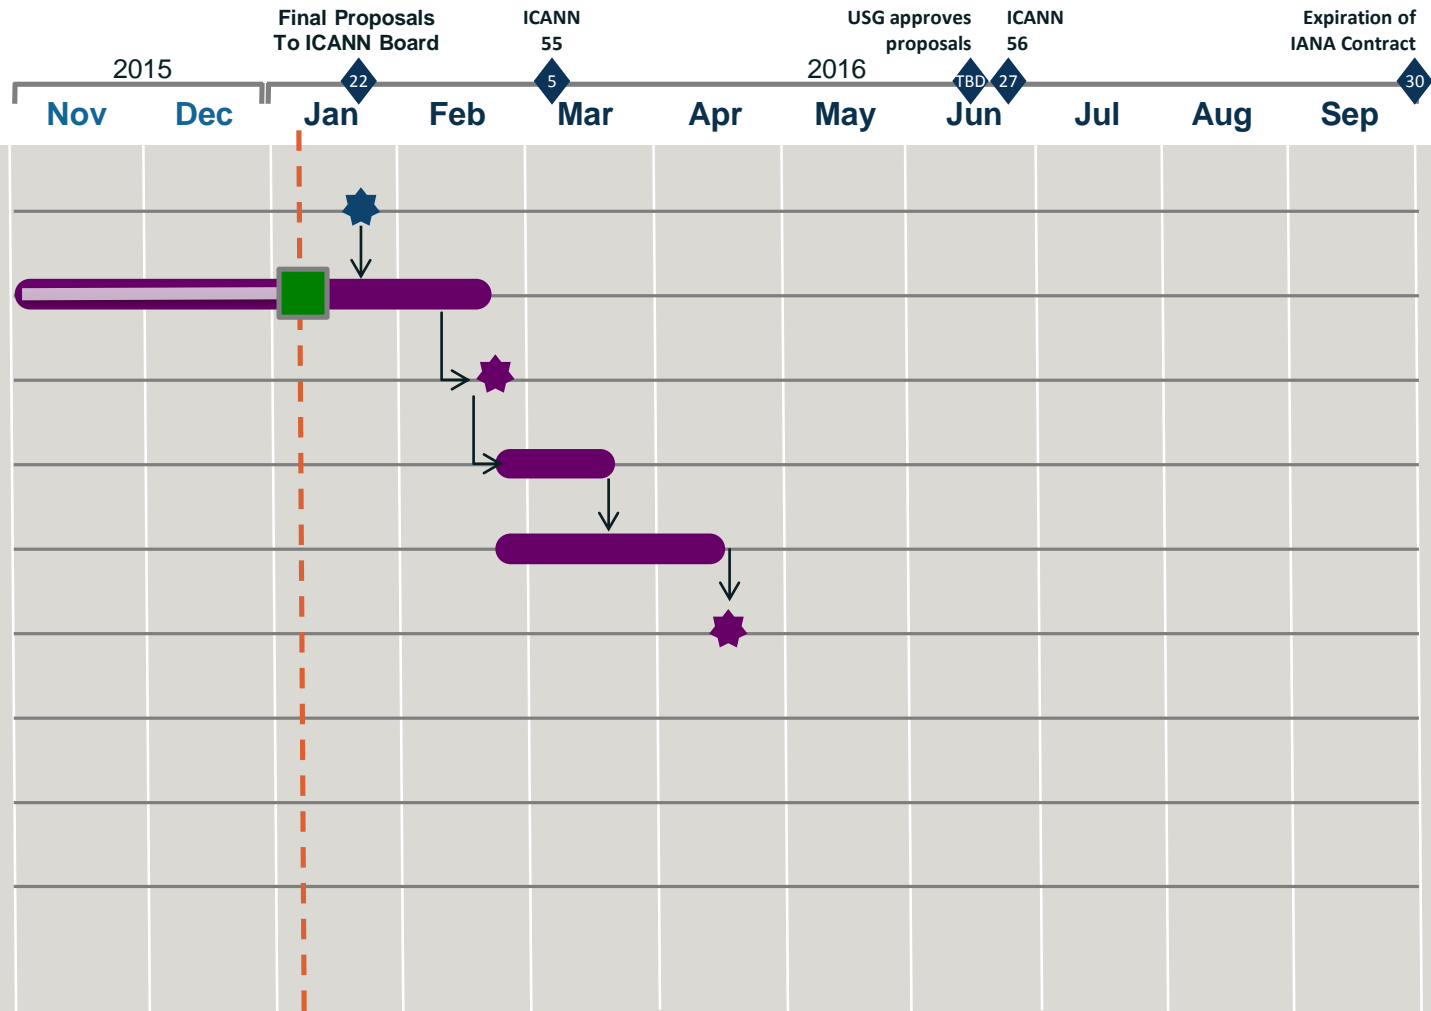 Final Proposals
To ICANN Board
ICANN
55
USG approves
proposals
ICANN
56
Expiration of
IANA Contract
2015
2016
22
5
TBD
27
30
Nov
Dec
Jan
Feb
Mar
Apr
May
Jun
Jul
Aug
Sep